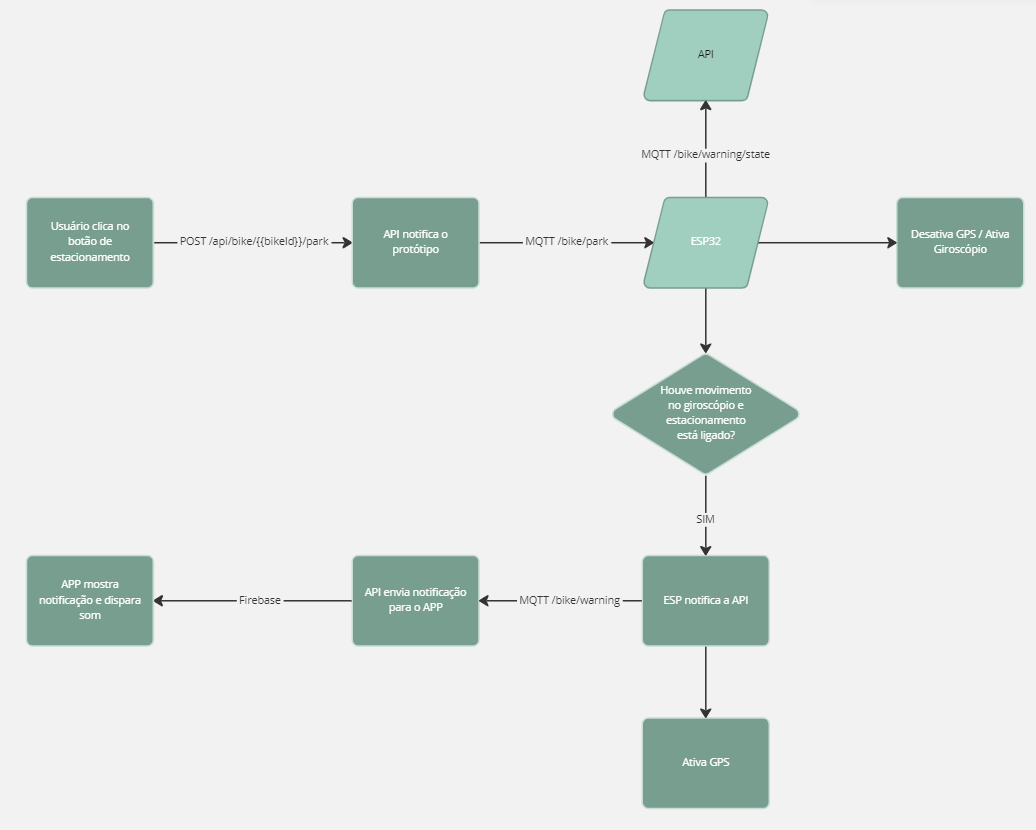 API
MQTT /bike/warning/state
Usuário clica no
botão de
estacionamento
POST /api/bike/{{bikeId}}/park
API notifica o
protótipo
MQTT /bike/park
ESP32
Desativa GPS / Ativa
Giroscópio
Houve movimento
no giroscópio e
estacionamento
está ligado?
SIM
APP mostra
notificação e dispara
som
Firebase
API envia notificação
para o APP
MQTT /bike/warning
ESP notifica a API
Ativa GPS